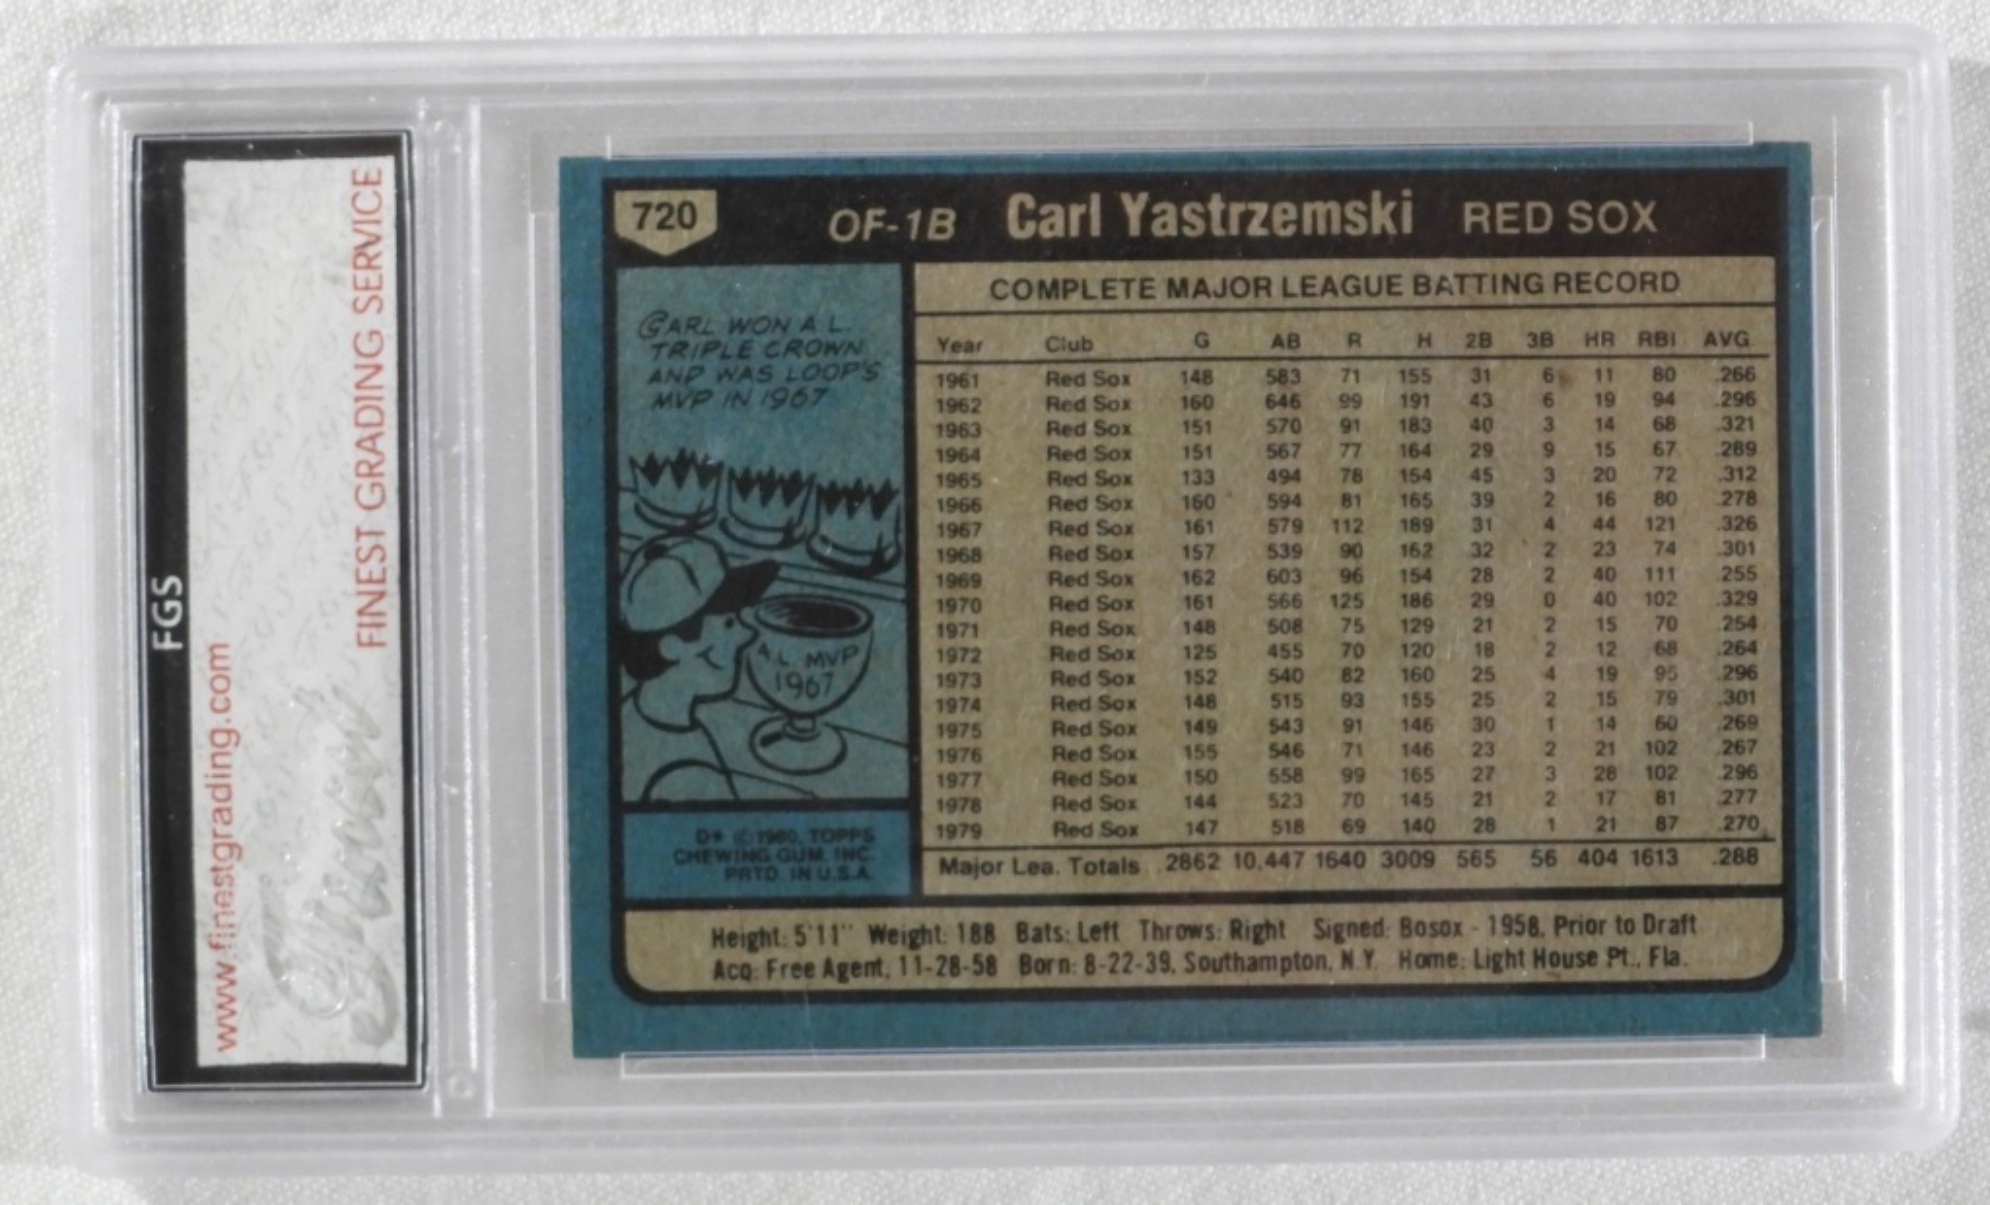 FGS
www.finestgrading.com
FINEST GRADING SERVICE
720 OF-1B Carl Yastrzemski RED SOX
CARL WON A L.
TRIPLE CROWN
AND WAS LOOP'S
MVP IN 1967
A.L. MVP
1967
D* © 1980, TOPPS
CHEWING GUM, INC.
PRTD. IN U.S.A.
COMPLETE MAJOR LEAGUE BATTING RECORD
Year Club G AB R H 2B 3B HR RBI AVG.
1961 Red Sox 148 583 71 155 31 6 11 80 .266
1962 Red Sox 160 646 99 191 43 6 19 94 .296
1963 Red Sox 151 570 91 183 40 3 14 68 .321
1964 Red Sox 151 567 77 164 29 9 15 67 .289
1965 Red Sox 133 494 78 154 45 3 20 72 .312
1966 Red Sox 160 594 81 165 39 2 16 80 .278
1967 Red Sox 161 579 112 189 31 4 44 121 .326
1968 Red Sox 157 539 90 162 32 2 23 74 .301
1969 Red Sox 162 603 96 154 28 2 40 111 .255
1970 Red Sox 161 566 125 186 29 0 40 102 .329
1971 Red Sox 148 508 75 129 21 2 15 70 .254
1972 Red Sox 125 455 70 120 18 2 12 68 .264
1973 Red Sox 152 540 82 160 25 4 19 95 .296
1974 Red Sox 148 515 93 155 25 2 15 79 .301
1975 Red Sox 149 543 91 146 30 1 14 60 .269
1976 Red Sox 155 546 71 146 23 2 21 102 .267
1977 Red Sox 150 558 99 165 27 3 28 102 .296
1978 Red Sox 144 523 70 145 21 2 17 81 .277
1979 Red Sox 147 518 69 140 28 1 21 87 .270
Major Lea. Totals 2862 10,447 1640 3009 565 56 404 1613 .288
Height: 5'11" Weight: 188 Bats: Left Throws: Right Signed: Bosox - 1958, Prior to Draft
Acq: Free Agent, 11-28-58 Born: 8-22-39, Southampton, N.Y. Home: Light House Pt., Fla.